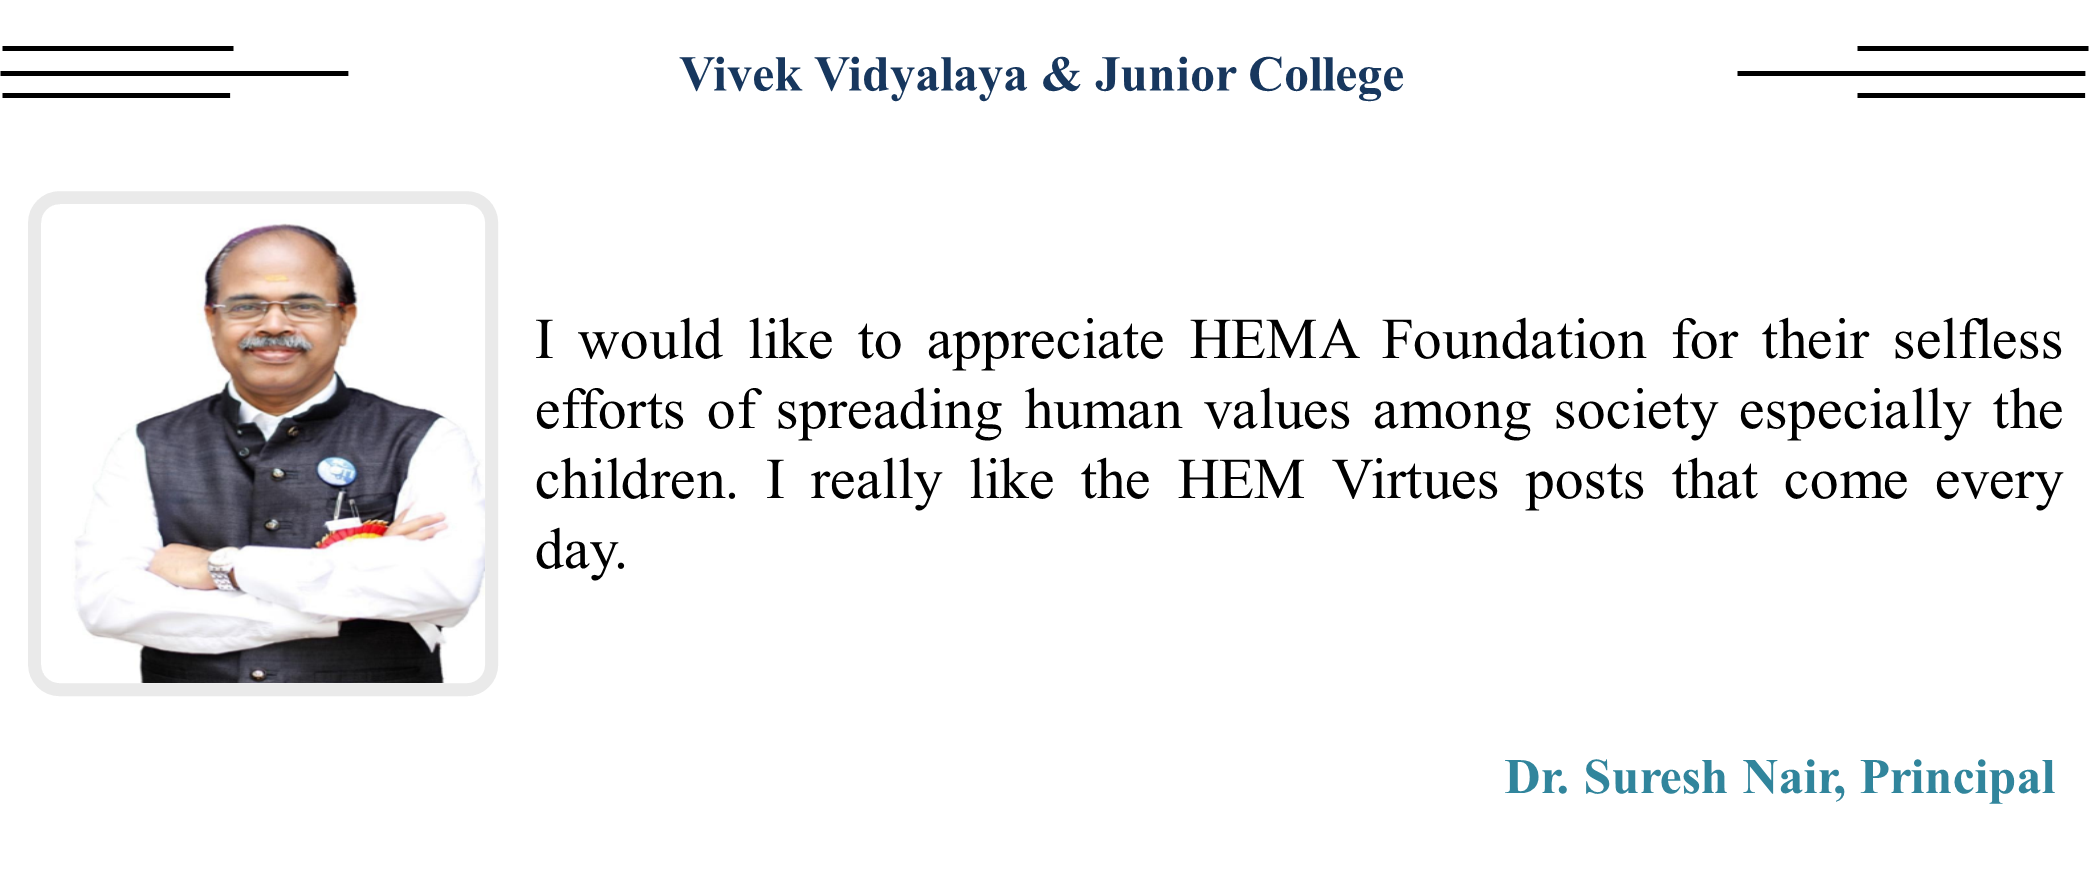 Vivek Vidyalaya & Junior College
I would like to appreciate HEMA Foundation for their selfless
efforts of spreading human values among society especially the
children. I really like the HEM Virtues posts that come every
day.
Dr. Suresh Nair, Principal